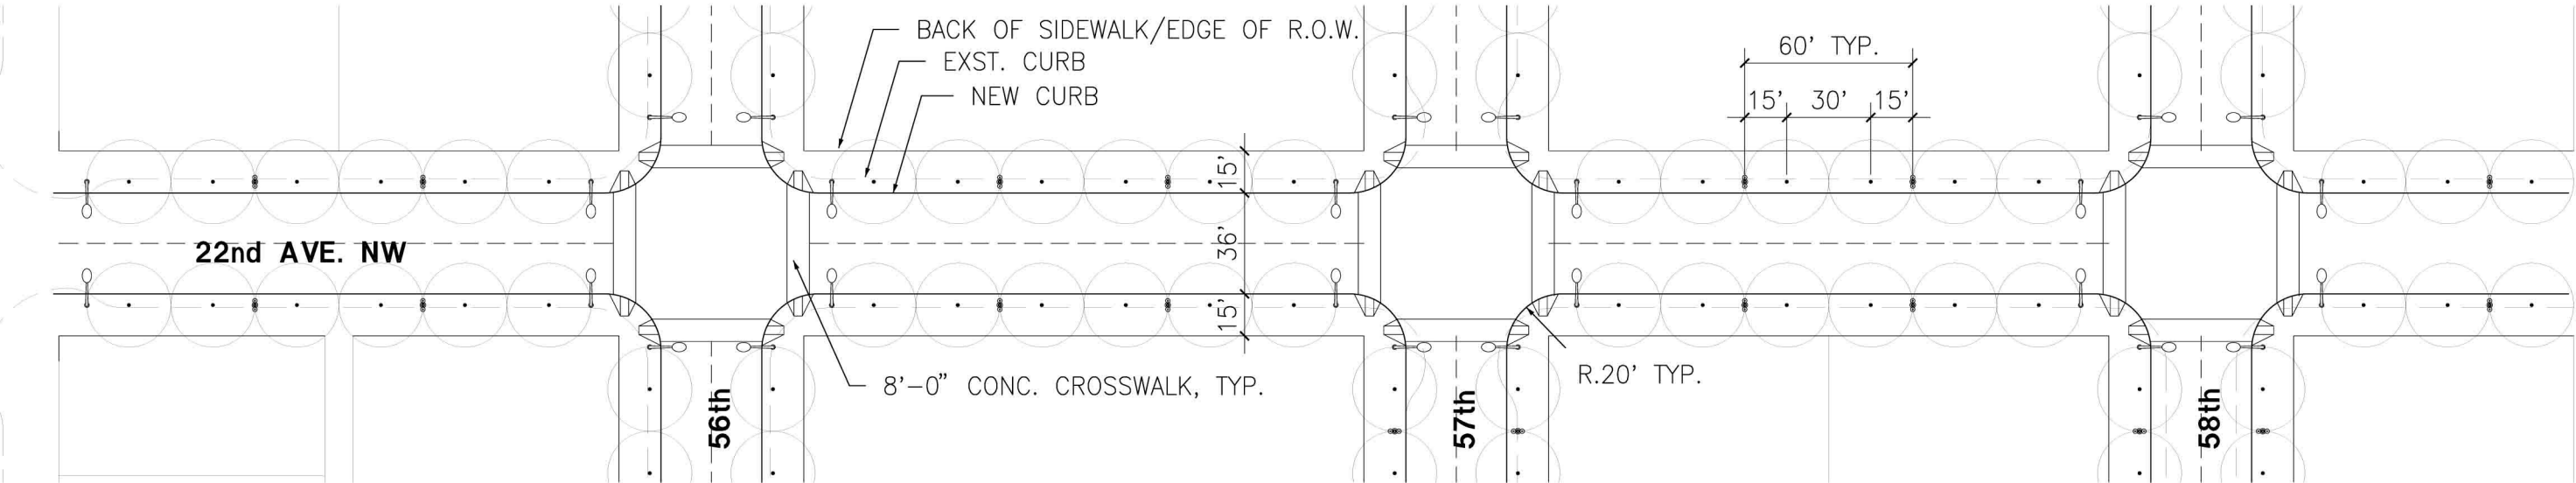 BACK OF SIDEWALK/EDGE OF R.O.W.
EXST. CURB
NEW CURB
60' TYP.
15' 30' 15'
15'
36'
15'
22nd AVE. NW
8'-0" CONC. CROSSWALK, TYP.
R.20' TYP.
56th
57th
58th